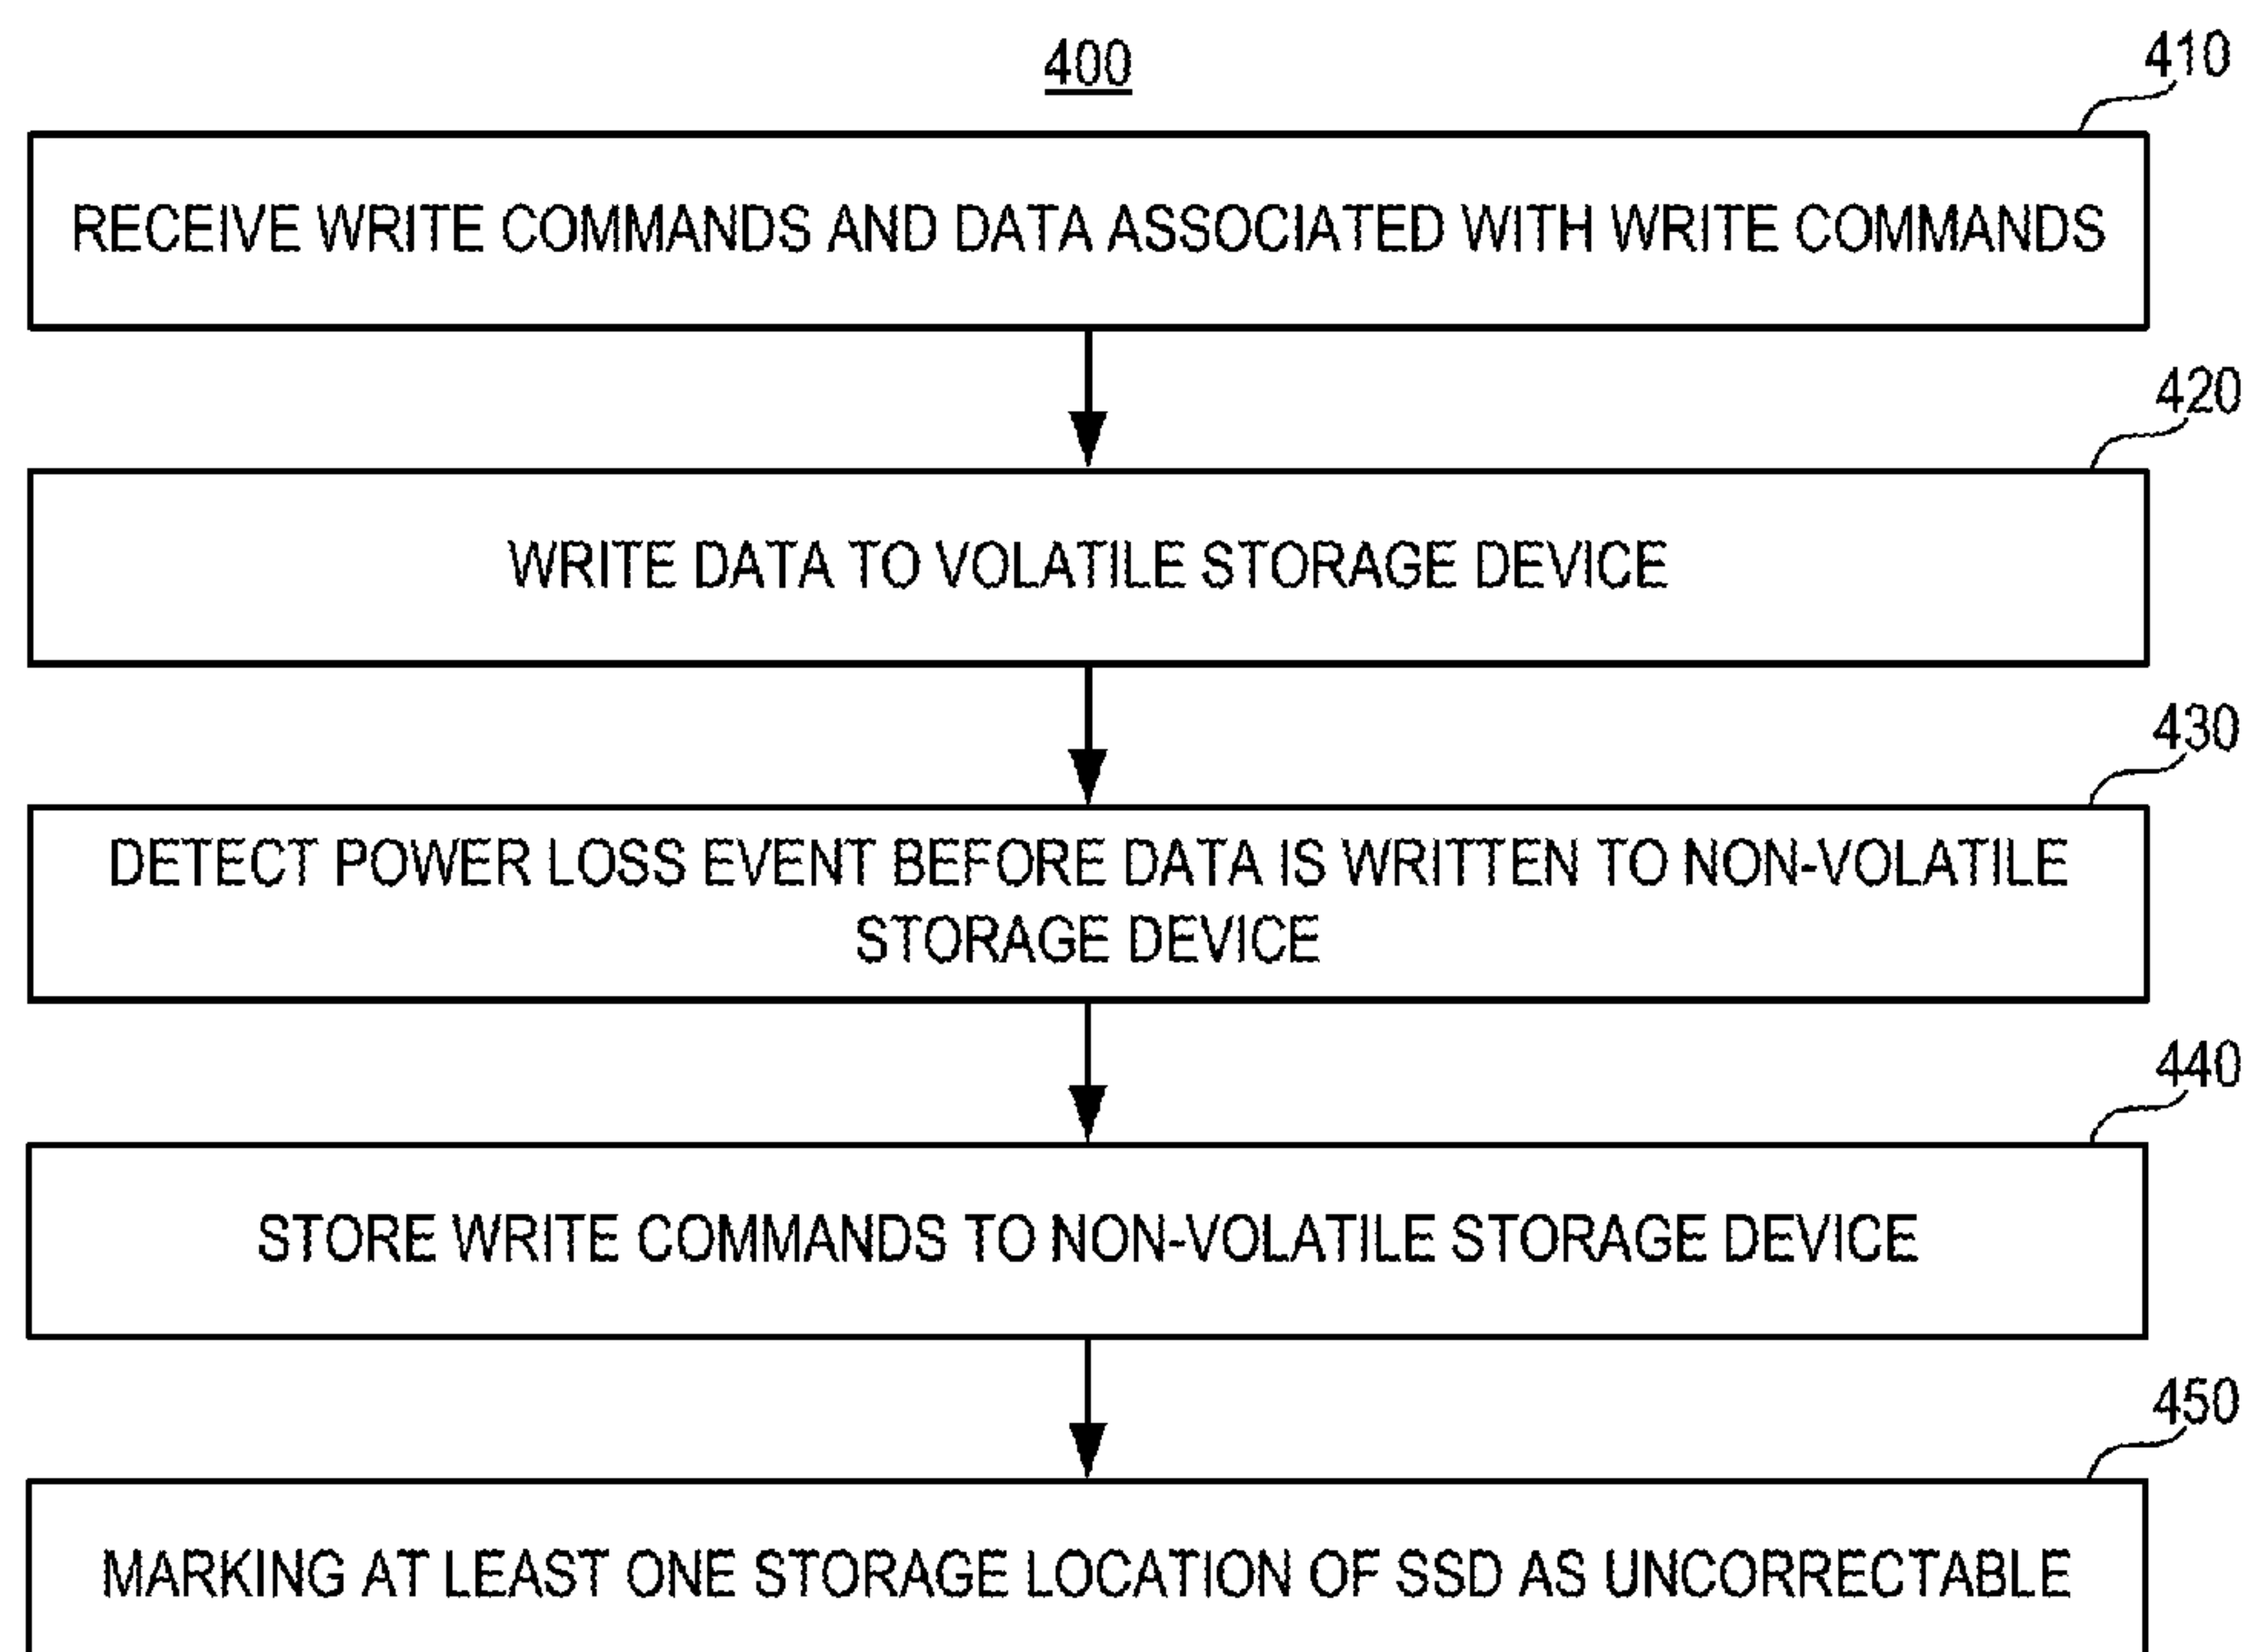 400
410
RECEIVE WRITE COMMANDS AND DATA ASSOCIATED WITH WRITE COMMANDS
420
WRITE DATA TO VOLATILE STORAGE DEVICE
430
DETECT POWER LOSS EVENT BEFORE DATA IS WRITTEN TO NON-VOLATILE
STORAGE DEVICE
440
STORE WRITE COMMANDS TO NON-VOLATILE STORAGE DEVICE
450
MARKING AT LEAST ONE STORAGE LOCATION OF SSD AS UNCORRECTABLE